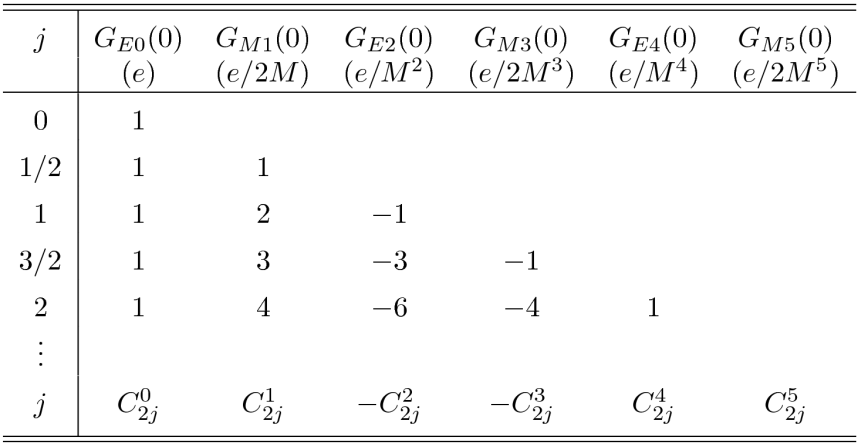 j G_{E0}(0) G_{M1}(0) G_{E2}(0) G_{M3}(0) G_{E4}(0) G_{M5}(0)
(e) (e/2M) (e/M^2) (e/2M^3) (e/M^4) (e/2M^5)
0 1
1/2 1 1
1 1 2 −1
3/2 1 3 −3 −1
2 1 4 −6 −4 1
⋮
j C_{2j}^0 C_{2j}^1 −C_{2j}^2 −C_{2j}^3 C_{2j}^4 C_{2j}^5